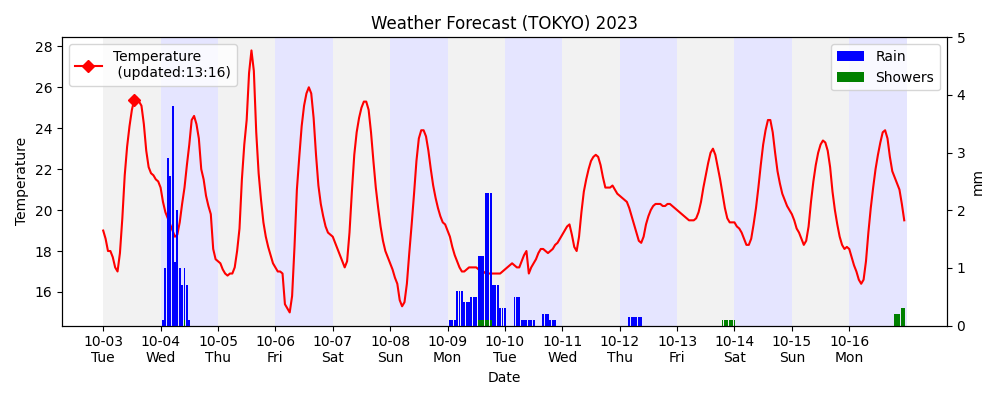 Weather Forecast (TOKYO) 2023
Temperature
(updated:13:16)
Rain
Showers
Temperature
28
26
24
22
20
18
16
5
4
3
2
1
0
mm
10-03 10-04 10-05 10-06 10-07 10-08 10-09 10-10 10-11 10-12 10-13 10-14 10-15 10-16
Tue Wed Thu Fri Sat Sun Mon Tue Wed Thu Fri Sat Sun Mon
Date